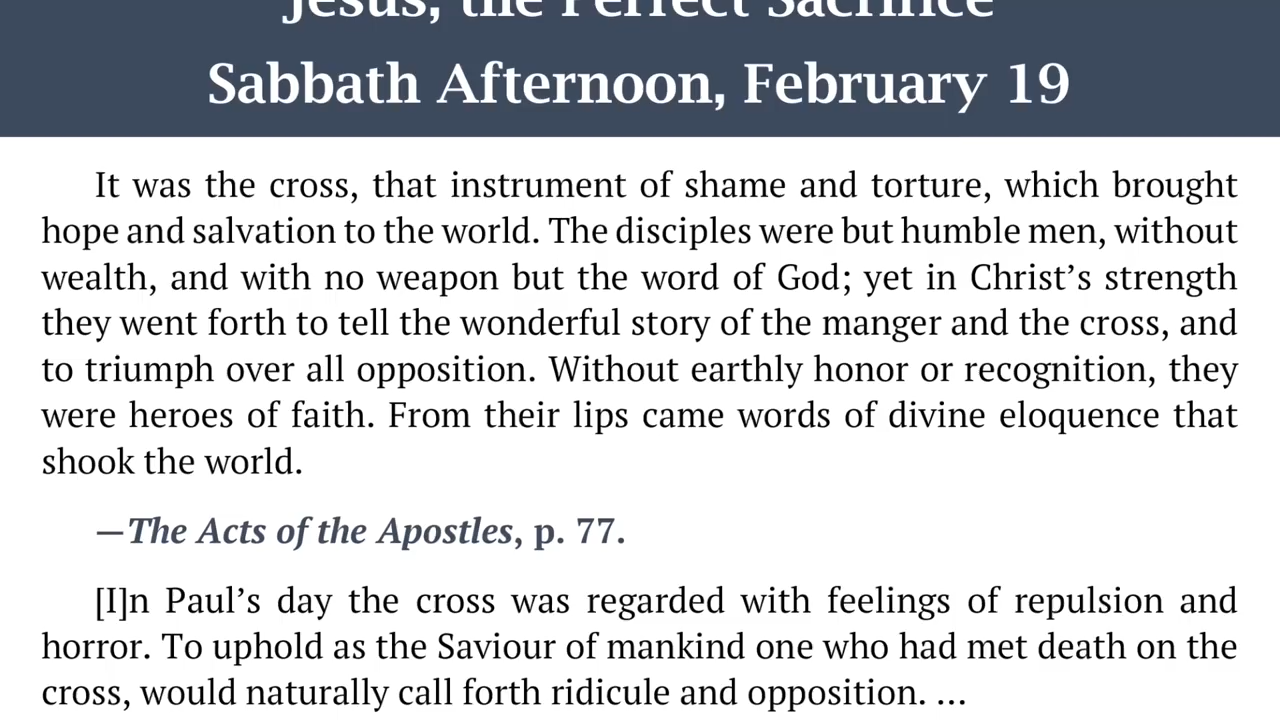 Jesus, the Perfect Sacrifice
Sabbath Afternoon, February 19
It was the cross, that instrument of shame and torture, which brought
hope and salvation to the world. The disciples were but humble men, without
wealth, and with no weapon but the word of God; yet in Christ’s strength
they went forth to tell the wonderful story of the manger and the cross, and
to triumph over all opposition. Without earthly honor or recognition, they
were heroes of faith. From their lips came words of divine eloquence that
shook the world.
—The Acts of the Apostles, p. 77.
[I]n Paul’s day the cross was regarded with feelings of repulsion and
horror. To uphold as the Saviour of mankind one who had met death on the
cross, would naturally call forth ridicule and opposition. ...